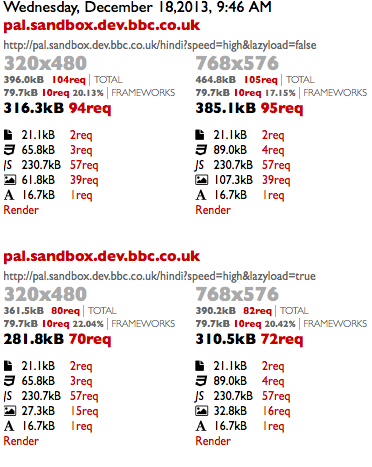 Wednesday, December 18,2013, 9:46 AM
pal.sandbox.dev.bbc.co.uk
http://pal.sandbox.dev.bbc.co.uk/hindi?speed=high&lazyload=false
320x480
396.0kB 104req | TOTAL
79.7kB 10req 20.13% | FRAMEWORKS
316.3kB 94req
21.1kB 2req
65.8kB 3req
JS 230.7kB 57req
61.8kB 39req
A 16.7kB 1req
Render
768x576
464.8kB 105req | TOTAL
79.7kB 10req 17.15% | FRAMEWORKS
385.1kB 95req
21.1kB 2req
89.0kB 4req
JS 230.7kB 57req
107.3kB 39req
A 16.7kB 1req
Render
pal.sandbox.dev.bbc.co.uk
http://pal.sandbox.dev.bbc.co.uk/hindi?speed=high&lazyload=true
320x480
361.5kB 80req | TOTAL
79.7kB 10req 22.04% | FRAMEWORKS
281.8kB 70req
21.1kB 2req
65.8kB 3req
JS 230.7kB 57req
27.3kB 15req
A 16.7kB 1req
Render
768x576
390.2kB 82req | TOTAL
79.7kB 10req 20.42% | FRAMEWORKS
310.5kB 72req
21.1kB 2req
89.0kB 4req
JS 230.7kB 57req
32.8kB 16req
A 16.7kB 1req
Render